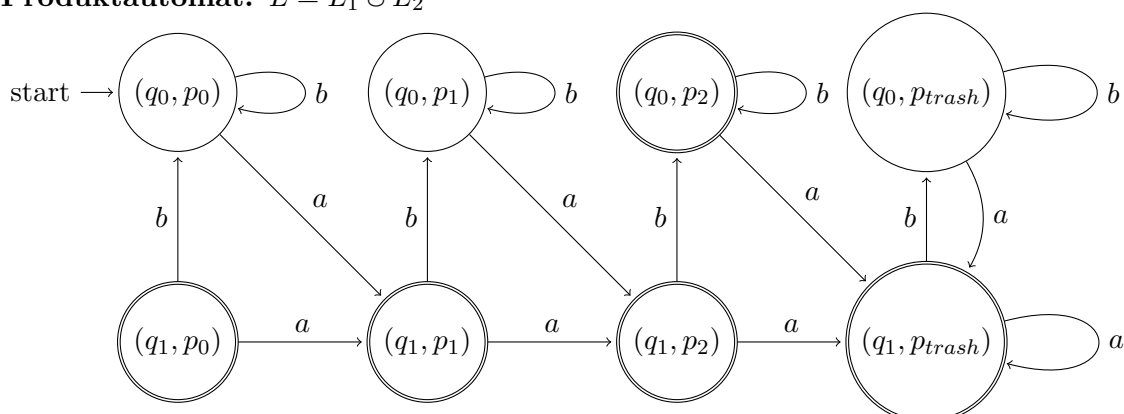 Produktautomat: L = L₁ ∪ L₂
start (q₀, p₀) b (q₀, p₁) b (q₀, p₂) b (q₀, p_trash) b
b a b a b a b a
(q₁, p₀) a (q₁, p₁) a (q₁, p₂) a (q₁, p_trash) a